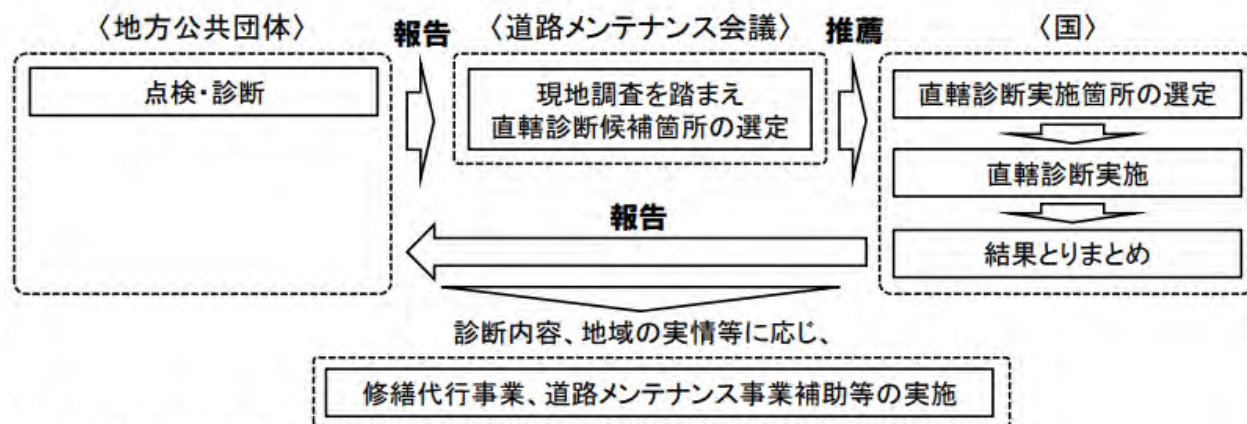 〈地方公共団体〉
報告
〈道路メンテナンス会議〉
推薦
〈国〉
点検・診断
現地調査を踏まえ
直轄診断候補箇所の選定
直轄診断実施箇所の選定
直轄診断実施
結果とりまとめ
報告
診断内容、地域の実情等に応じ、
修繕代行事業、道路メンテナンス事業補助等の実施